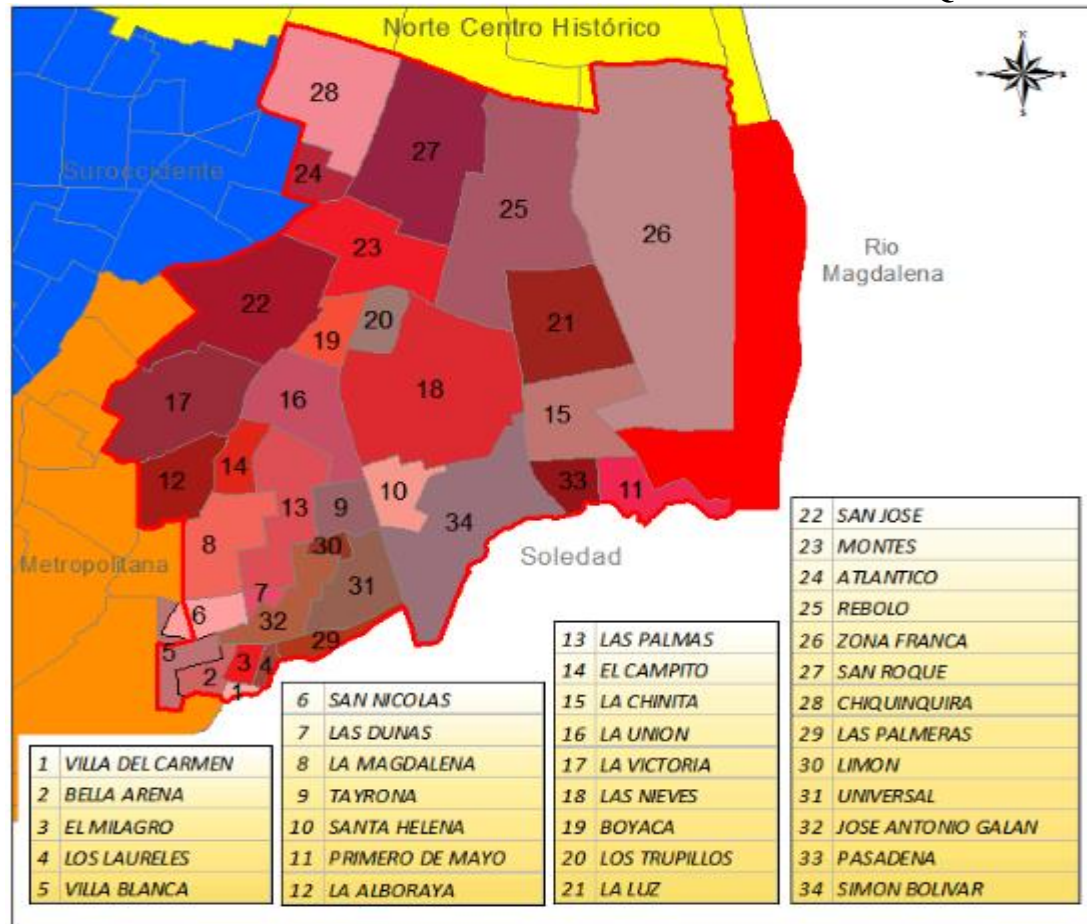 Q
Norte Centro Histórico
N
W
E
S
28
27
24
Suroccidente
25
26
23
Rio
Magdalena
22
20
21
19
18
17
16
15
14
12
10
33
11
13
9
34
8
30
Soledad
Metropolitana
31
7
6
32
29
5
3
4
2
1
1 VILLA DEL CARMEN
2 BELLA ARENA
3 EL MILAGRO
4 LOS LAURELES
5 VILLA BLANCA
6 SAN NICOLAS
7 LAS DUNAS
8 LA MAGDALENA
9 TAYRONA
10 SANTA HELENA
11 PRIMERO DE MAYO
12 LA ALBORAYA
13 LAS PALMAS
14 EL CAMPITO
15 LA CHINITA
16 LA UNION
17 LA VICTORIA
18 LAS NIEVES
19 BOYACA
20 LOS TRUPILLOS
21 LA LUZ
22 SAN JOSE
23 MONTES
24 ATLANTICO
25 REBOLO
26 ZONA FRANCA
27 SAN ROQUE
28 CHIQUINQUIRA
29 LAS PALMERAS
30 LIMON
31 UNIVERSAL
32 JOSE ANTONIO GALAN
33 PASADENA
34 SIMON BOLIVAR